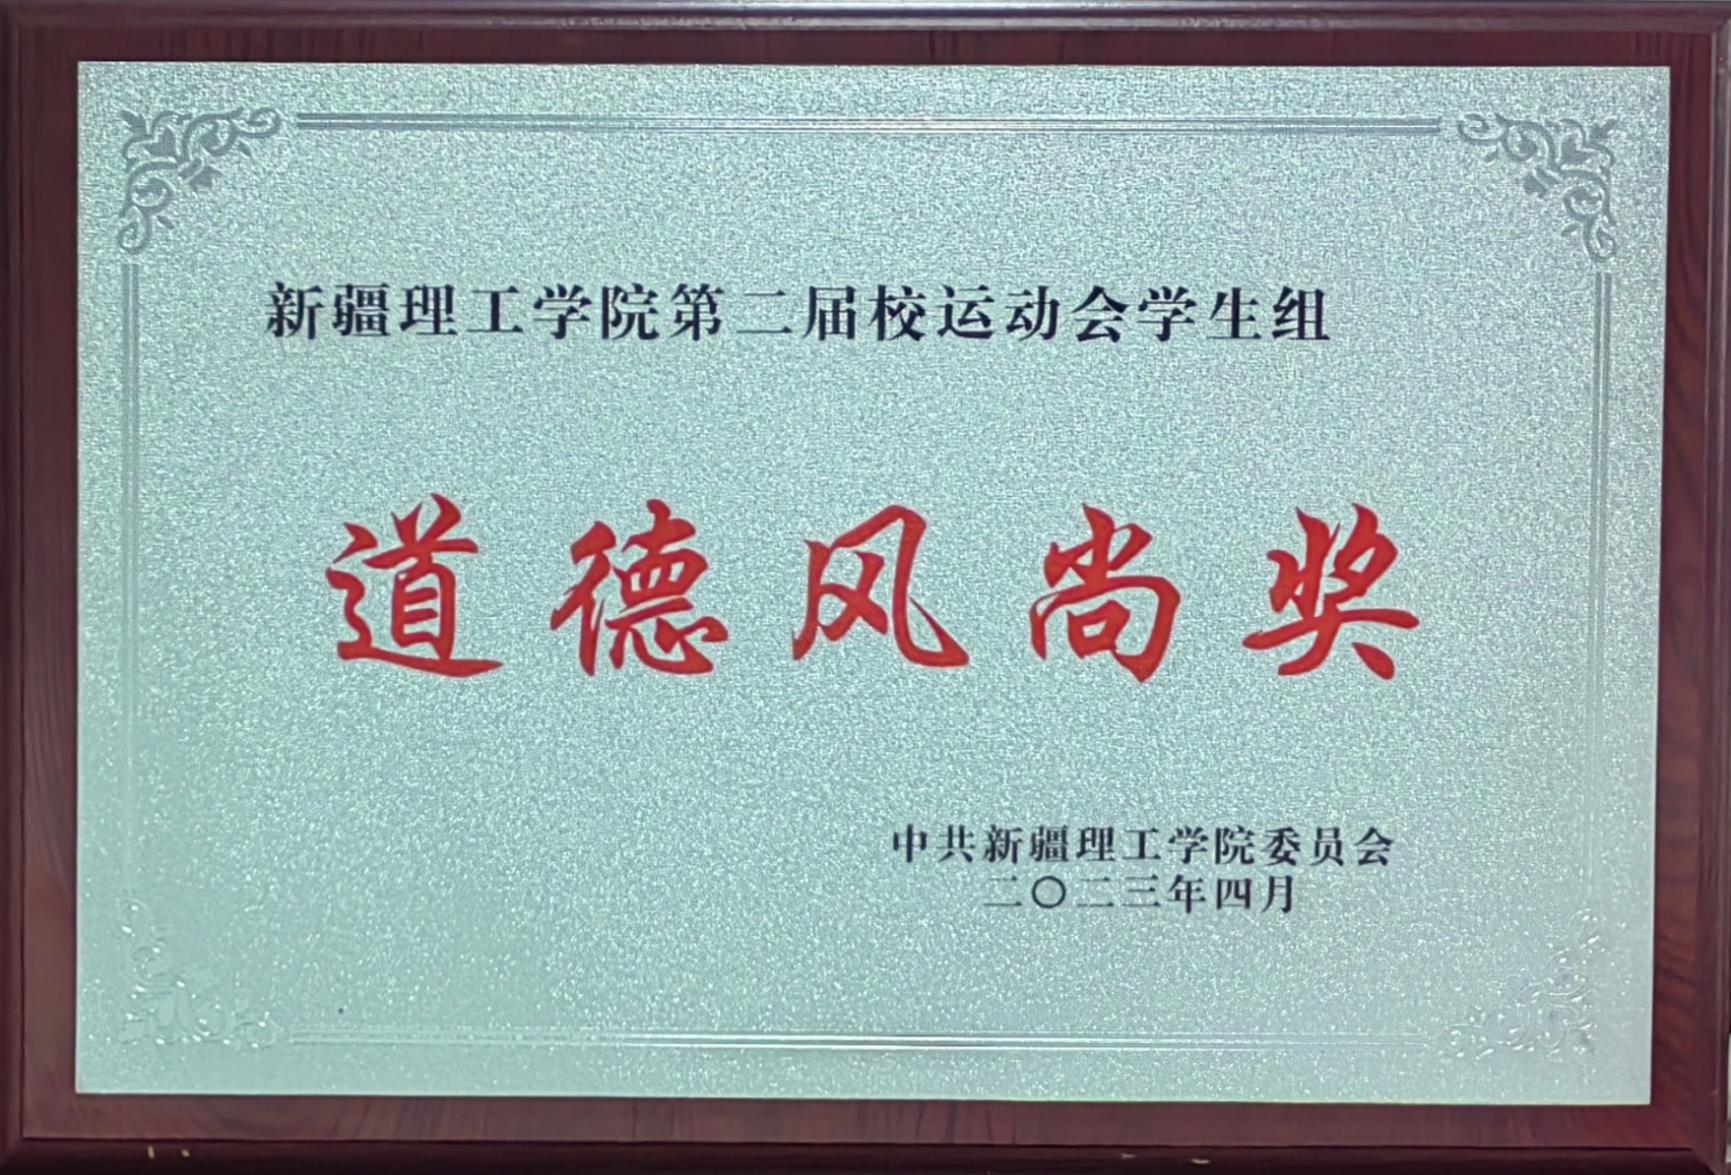 新疆理工学院第二届校运动会学生组
道德风尚奖
中共新疆理工学院委员会
二〇二三年四月